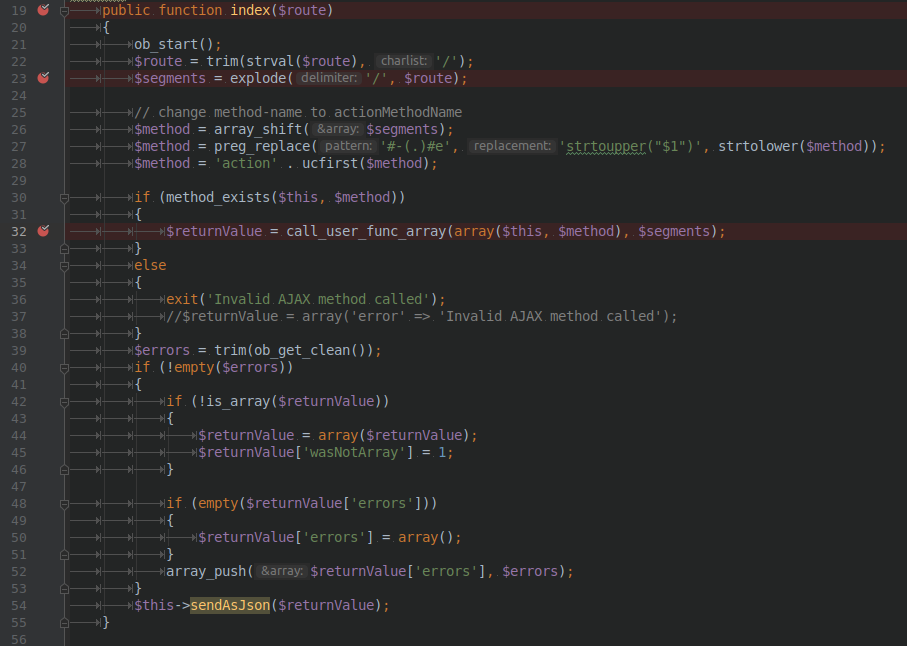 19 public function index($route)
20 {
21 ob_start();
22 $route = trim(strval($route), charlist: '/');
23 $segments = explode( delimiter: '/', $route);
24
25 // change method-name to actionMethodName
26 $method = array_shift( &array: $segments);
27 $method = preg_replace( pattern: '#-(.)#e', replacement: 'strtoupper("$1")', strtolower($method));
28 $method = 'action' . ucfirst($method);
29
30 if (method_exists($this, $method))
31 {
32 $returnValue = call_user_func_array(array($this, $method), $segments);
33 }
34 else
35 {
36 exit('Invalid AJAX method called');
37 //$returnValue = array('error' => 'Invalid AJAX method called');
38 }
39 $errors = trim(ob_get_clean());
40 if (!empty($errors))
41 {
42 if (!is_array($returnValue))
43 {
44 $returnValue = array($returnValue);
45 $returnValue['wasNotArray'] = 1;
46 }
47
48 if (empty($returnValue['errors']))
49 {
50 $returnValue['errors'] = array();
51 }
52 array_push( &array: $returnValue['errors'], $errors);
53 }
54 $this->sendAsJson($returnValue);
55 }
56